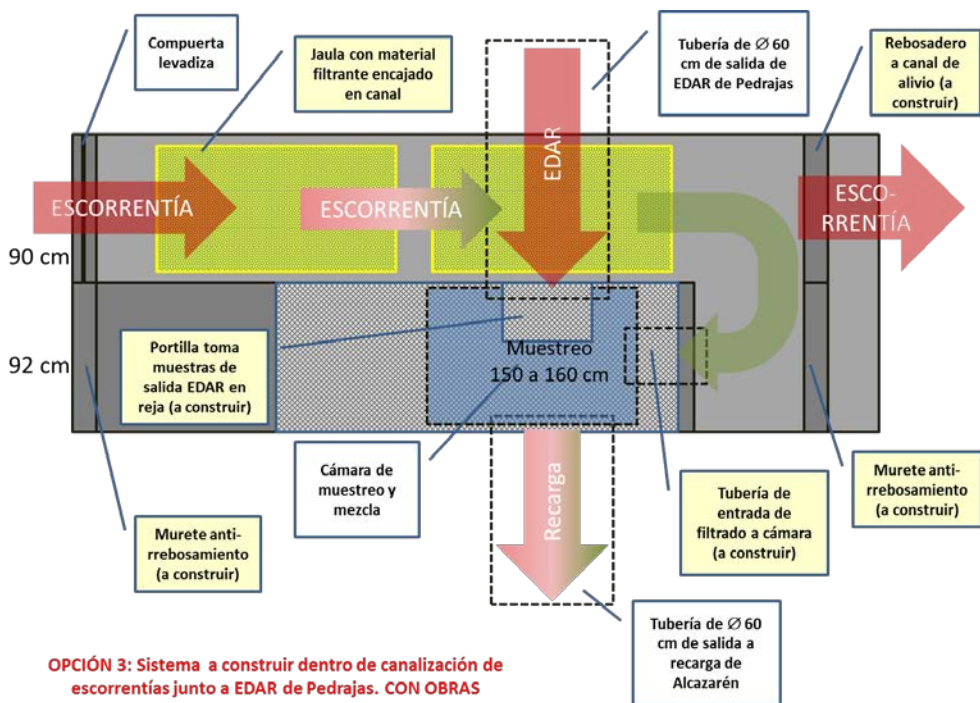 Compuerta
levadiza
Jaula con material
filtrante encajado
en canal
Tubería de Ø 60
cm de salida de
EDAR de Pedrajas
Rebosadero
a canal de
alivio (a
construir)
EDAR
ESCORRENTÍA
ESCORRENTÍA
ESCO-
RRENTÍA
90 cm
92 cm
Portilla toma
muestras de
salida EDAR en
reja (a construir)
Muestreo
150 a 160 cm
Cámara de
muestreo y
mezcla
Recarga
Tubería de
entrada de
filtrado a cámara
(a construir)
Murete anti-
rrebosamiento
(a construir)
Murete anti-
rrebosamiento
(a construir)
Tubería de Ø 60
cm de salida a
recarga de
Alcazarén
OPCIÓN 3: Sistema a construir dentro de canalización de
escorrentías junto a EDAR de Pedrajas. CON OBRAS